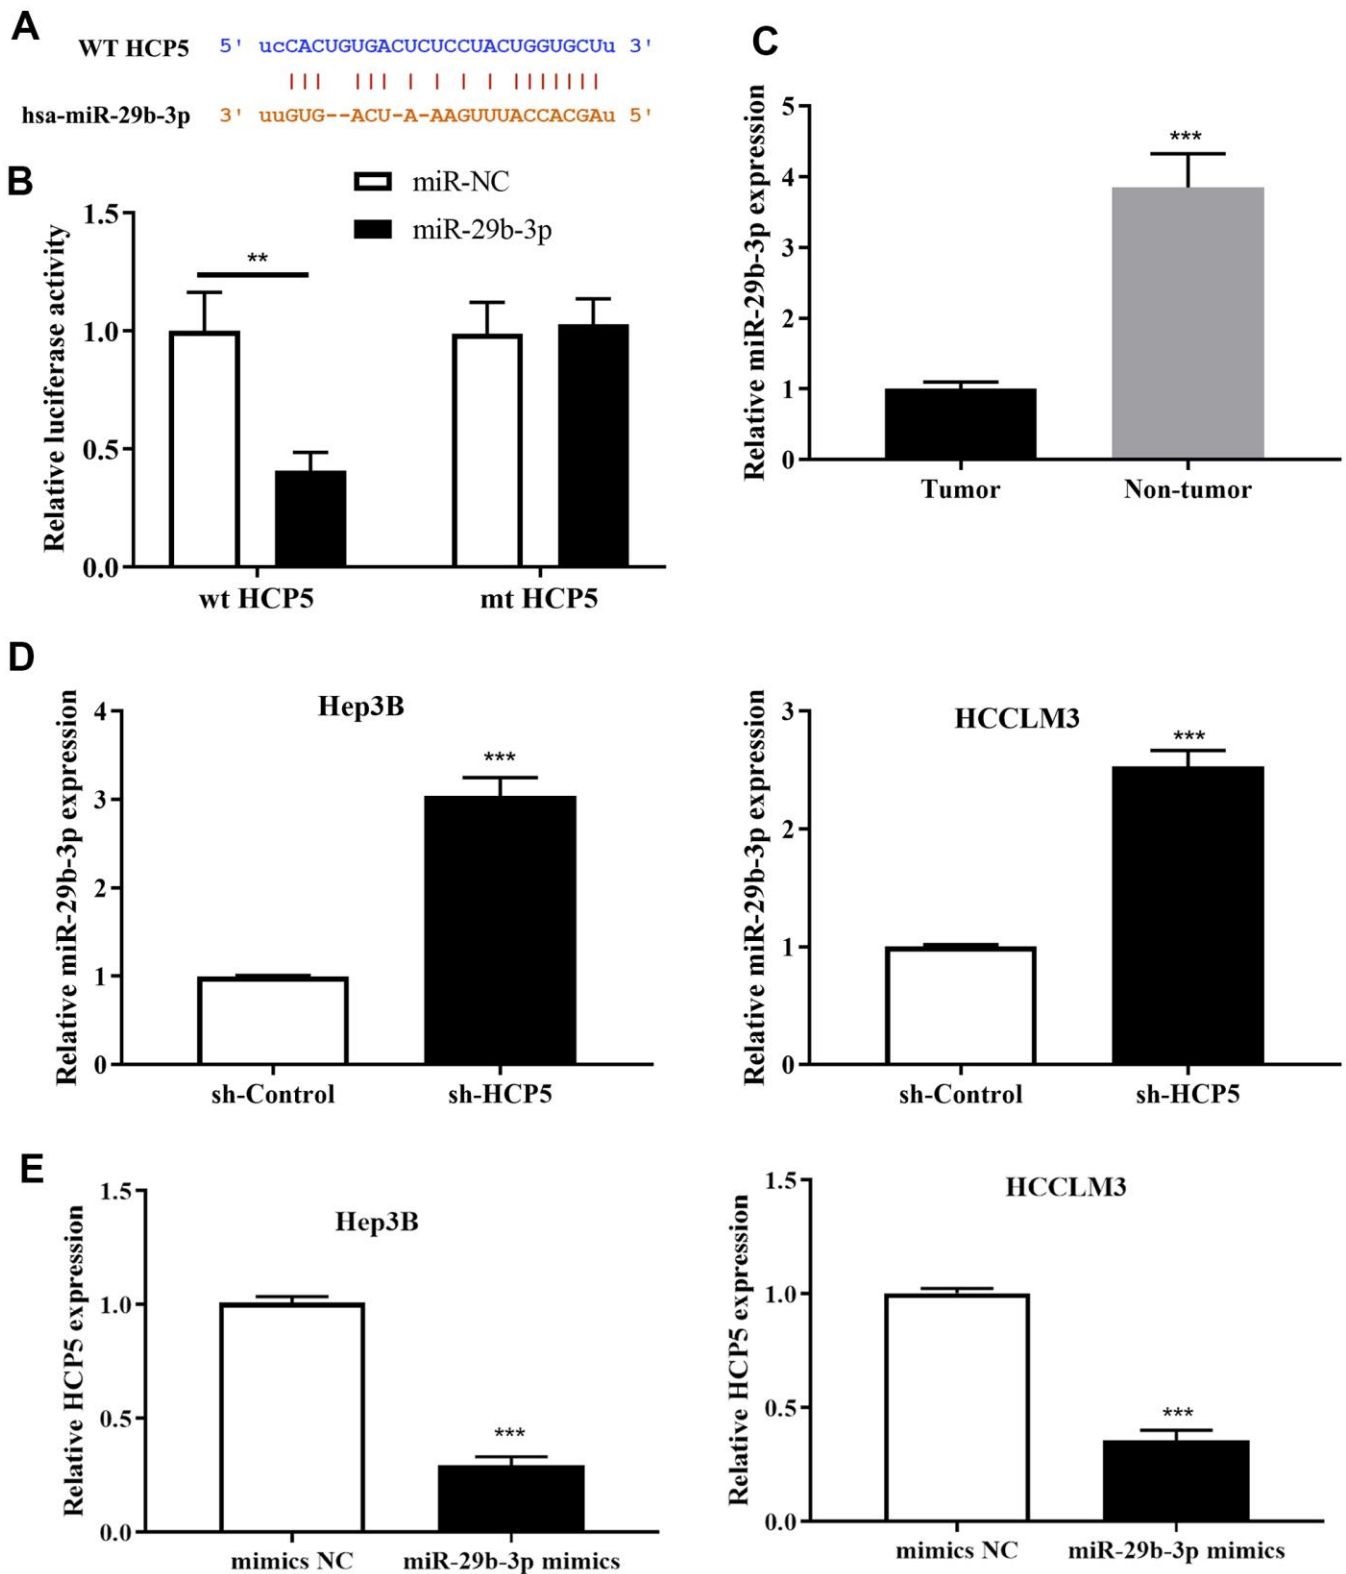 A
WT HCP5 5' ucCACUGUGACUCUCCUACUGGUGCUu 3'
hsa-miR-29b-3p 3' uuGUG--ACU-A-AAGUUUACCACGAu 5'
B
miR-NC
miR-29b-3p
Relative luciferase activity
1.5
1.0
0.5
0.0
**
wt HCP5
mt HCP5
C
Relative miR-29b-3p expression
5
4
3
2
1
0
***
Tumor
Non-tumor
D
Hep3B
Relative miR-29b-3p expression
4
3
2
1
0
***
sh-Control
sh-HCP5
HCCLM3
Relative miR-29b-3p expression
3
2
1
0
***
sh-Control
sh-HCP5
E
Hep3B
Relative HCP5 expression
1.5
1.0
0.5
0.0
***
mimics NC
miR-29b-3p mimics
HCCLM3
Relative HCP5 expression
1.5
1.0
0.5
0.0
***
mimics NC
miR-29b-3p mimics